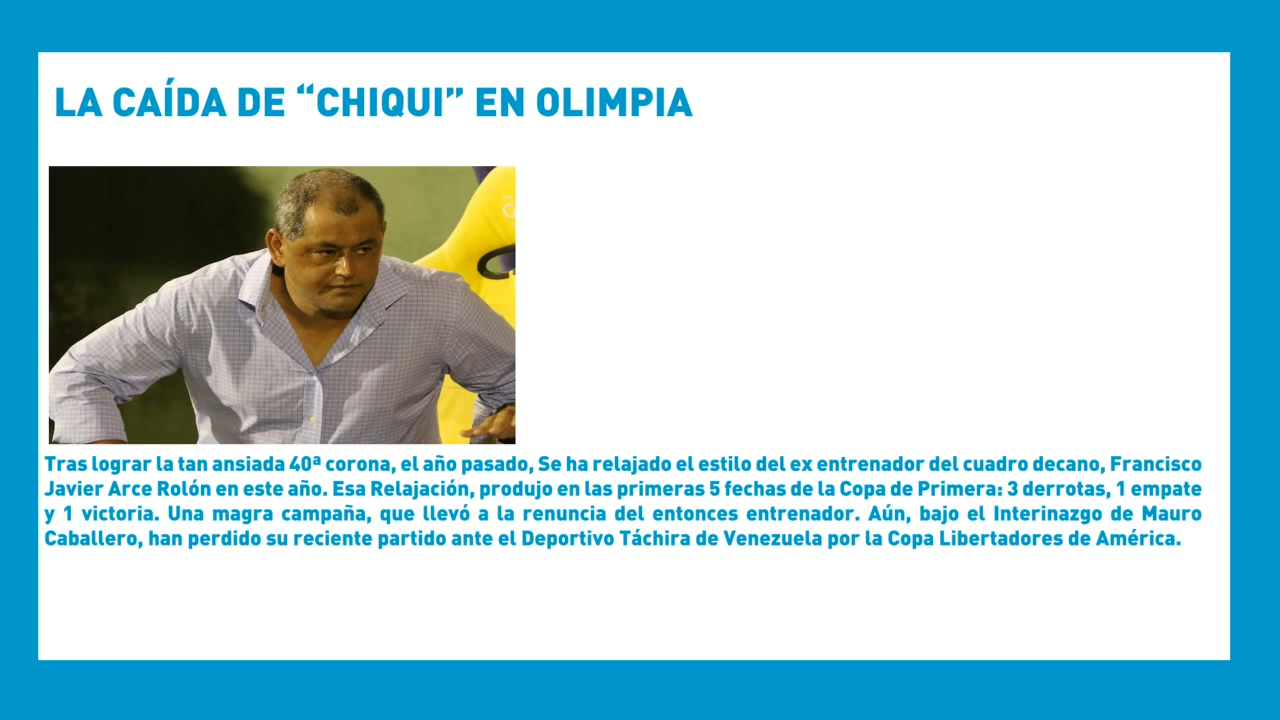 LA CAÍDA DE “CHIQUI” EN OLIMPIA
Tras lograr la tan ansiada 40ª corona, el año pasado, Se ha relajado el estilo del ex entrenador del cuadro decano, Francisco
Javier Arce Rolón en este año. Esa Relajación, produjo en las primeras 5 fechas de la Copa de Primera: 3 derrotas, 1 empate
y 1 victoria. Una magra campaña, que llevó a la renuncia del entonces entrenador. Aún, bajo el Interinazgo de Mauro
Caballero, han perdido su reciente partido ante el Deportivo Táchira de Venezuela por la Copa Libertadores de América.